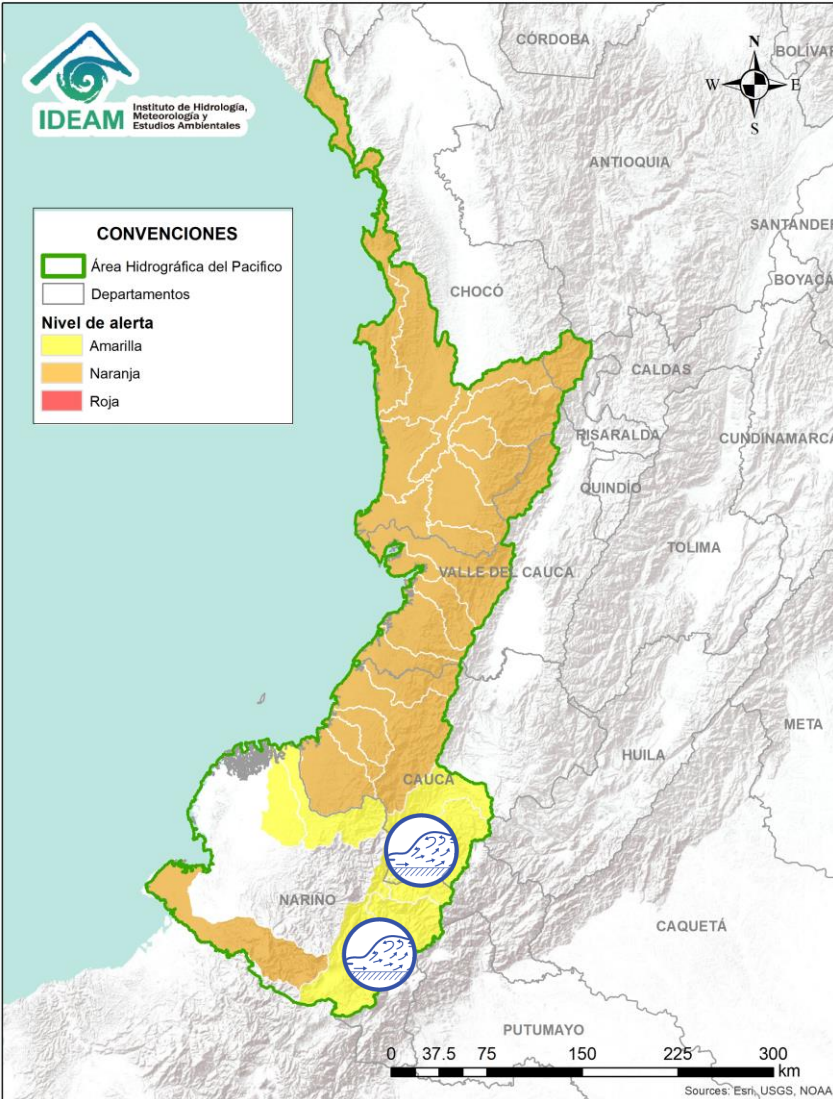 IDEAM
Instituto de Hidrología,
Meteorología y
Estudios Ambientales
CONVENCIONES
Área Hidrográfica del Pacifico
Departamentos
Nivel de alerta
Amarilla
Naranja
Roja
N
W
E
S
CÓRDOBA
BOLÍVAR
ANTIOQUIA
SANTANDER
BOYACÁ
CHOCÓ
CALDAS
RISARALDA
CUNDINAMARCA
QUINDÍO
TOLIMA
VALLE DEL CAUCA
META
HUILA
CAUCA
NARIÑO
CAQUETÁ
PUTUMAYO
0 37.5 75 150 225 300
km
Sources: Esri, USGS, NOAA